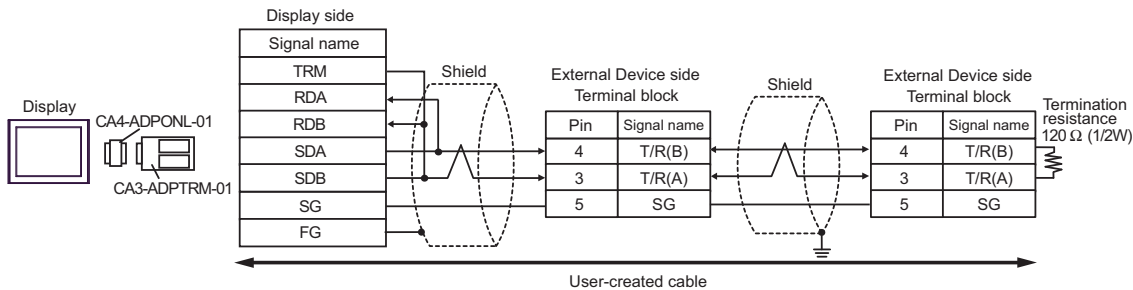 Display
CA4-ADPONL-01
CA3-ADPTRM-01
Display side
Signal name
TRM
RDA
RDB
SDA
SDB
SG
FG
Shield
External Device side
Terminal block
Pin Signal name
4 T/R(B)
3 T/R(A)
5 SG
Shield
External Device side
Terminal block
Pin Signal name
4 T/R(B)
3 T/R(A)
5 SG
Termination
resistance
120 Ω (1/2W)
User-created cable